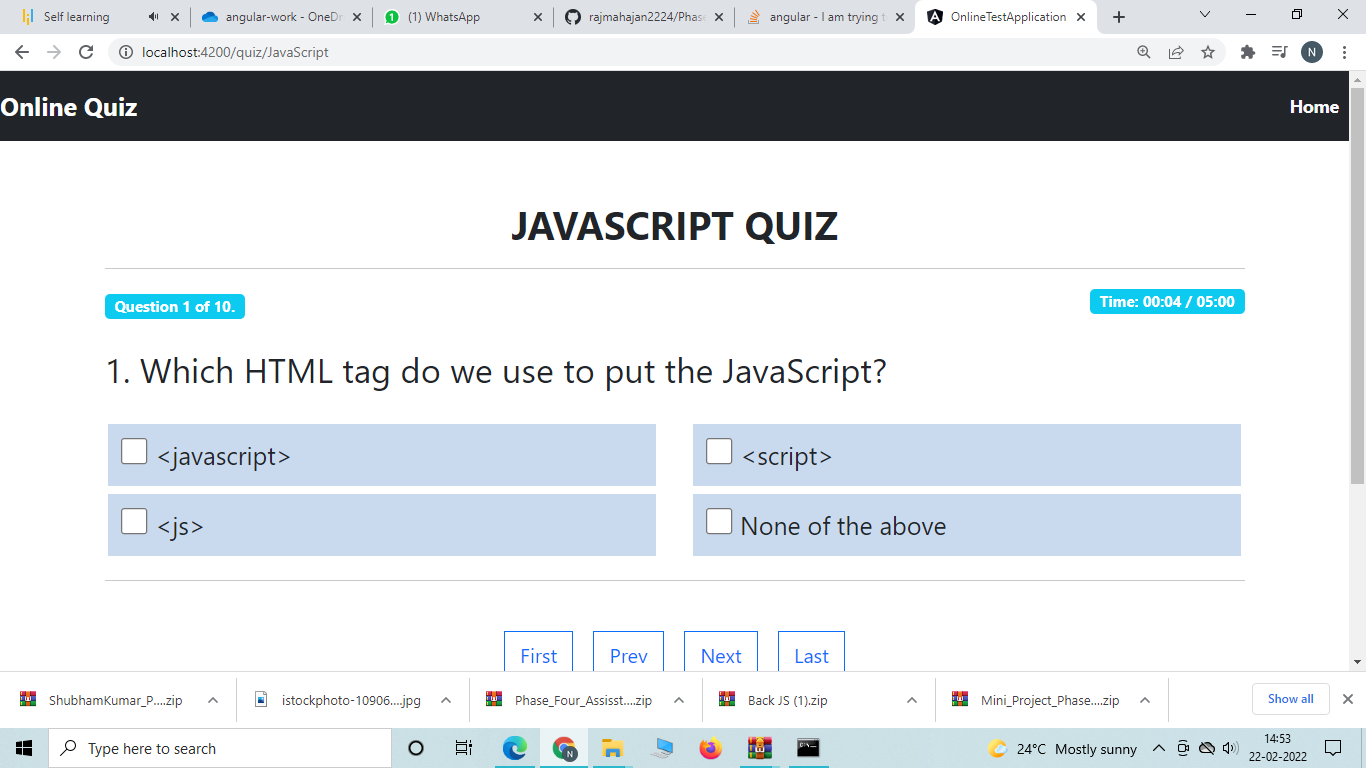 Self learning
angular-work - OneDr
(1) WhatsApp
rajmahajan2224/Phase
angular - I am trying t
OnlineTestApplication
localhost:4200/quiz/JavaScript
N
Online Quiz
Home
JAVASCRIPT QUIZ
Question 1 of 10.
Time: 00:04 / 05:00
1. Which HTML tag do we use to put the JavaScript?
<javascript>
<script>
<js>
None of the above
First
Prev
Next
Last
ShubhamKumar_P....zip
istockphoto-10906....jpg
Phase_Four_Assisst....zip
Back JS (1).zip
Mini_Project_Phase....zip
Show all
Type here to search
N
24°C Mostly sunny
14:53
22-02-2022